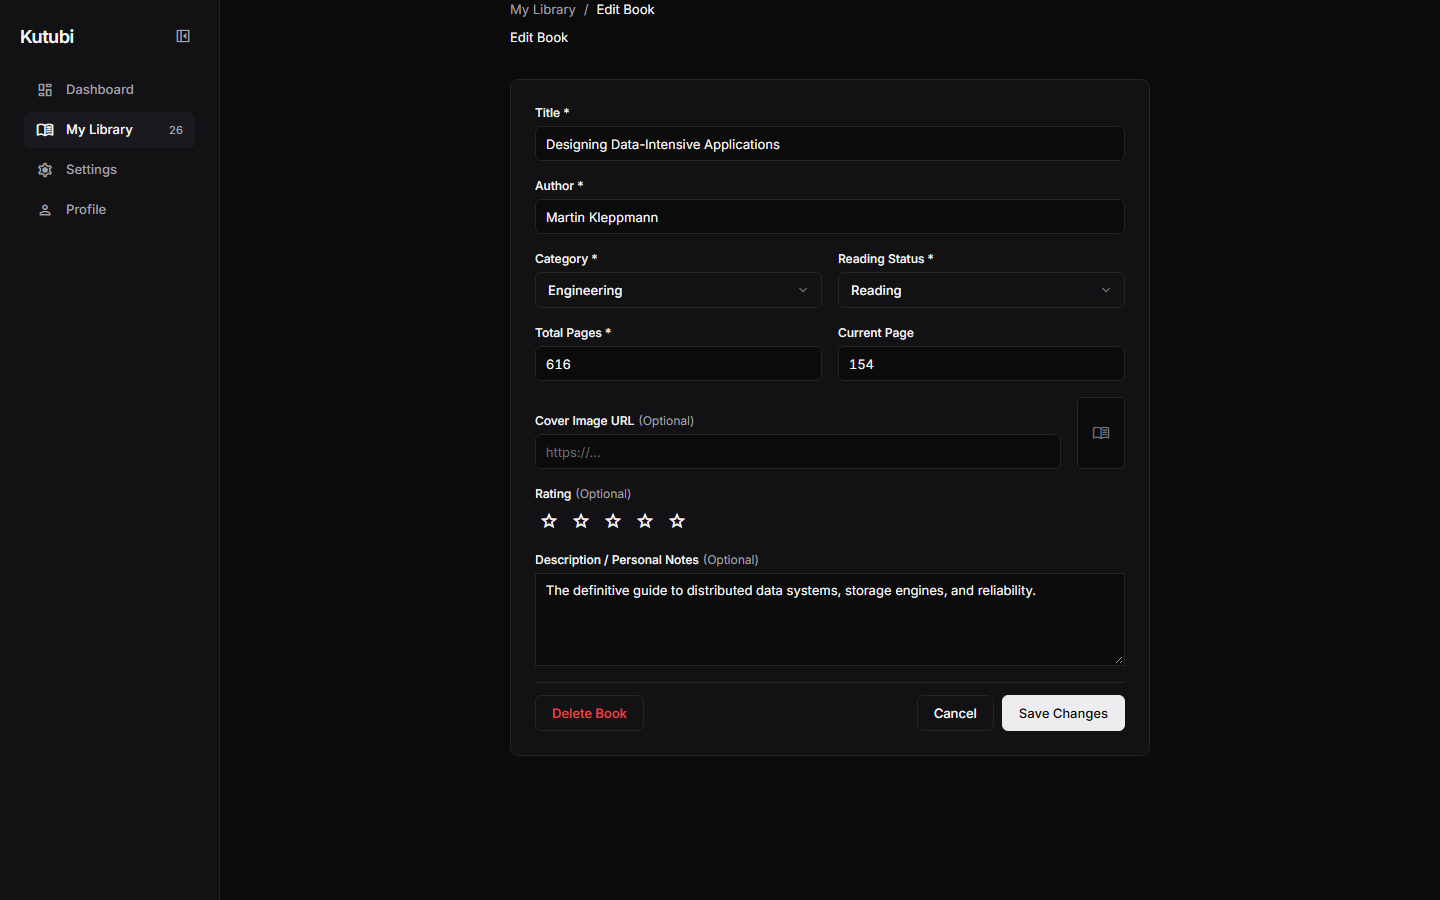 Kutubi
Dashboard
My Library 26
Settings
Profile
My Library / Edit Book
Edit Book
Title *
Designing Data-Intensive Applications
Author *
Martin Kleppmann
Category * Reading Status *
Engineering Reading
Total Pages * Current Page
616 154
Cover Image URL (Optional)
https://...
Rating (Optional)
Description / Personal Notes (Optional)
The definitive guide to distributed data systems, storage engines, and reliability.
Delete Book Cancel Save Changes